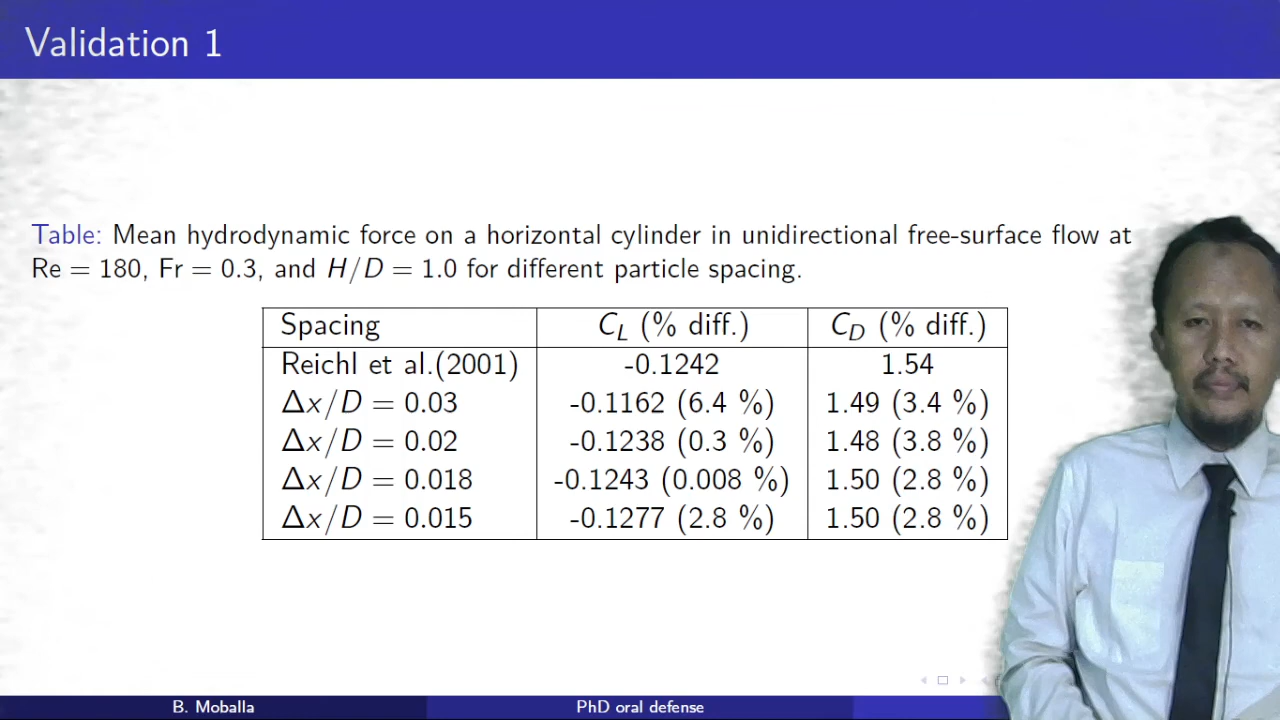 Validation 1
Table: Mean hydrodynamic force on a horizontal cylinder in unidirectional free-surface flow at
Re = 180, Fr = 0.3, and H/D = 1.0 for different particle spacing.
Spacing C_L (% diff.) C_D (% diff.)
Reichl et al.(2001) -0.1242 1.54
Δx/D = 0.03 -0.1162 (6.4 %) 1.49 (3.4 %)
Δx/D = 0.02 -0.1238 (0.3 %) 1.48 (3.8 %)
Δx/D = 0.018 -0.1243 (0.008 %) 1.50 (2.8 %)
Δx/D = 0.015 -0.1277 (2.8 %) 1.50 (2.8 %)
B. Moballa PhD oral defense